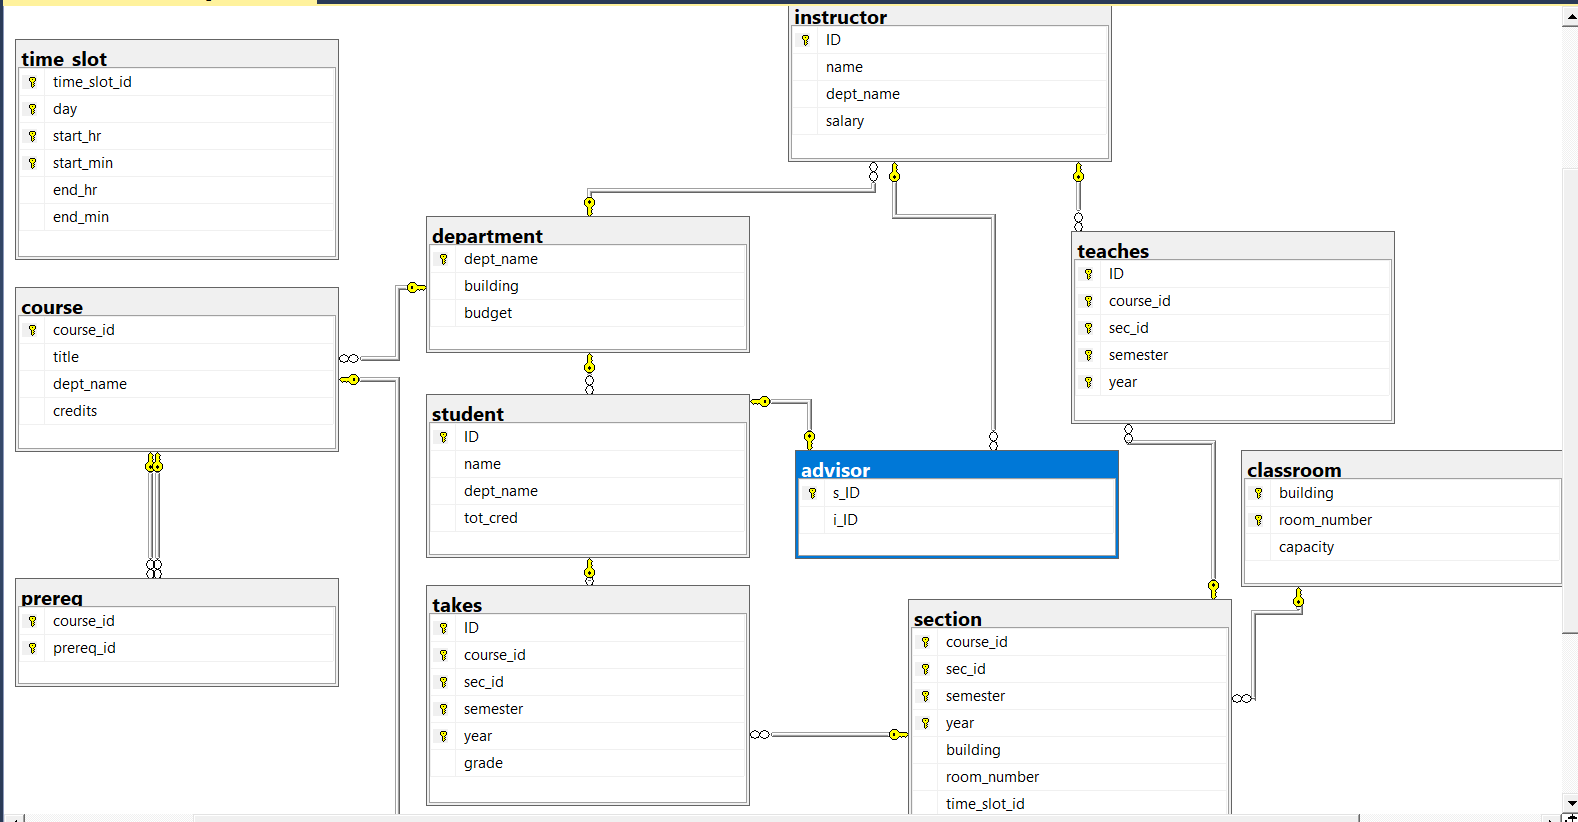 time_slot
time_slot_id
day
start_hr
start_min
end_hr
end_min
course
course_id
title
dept_name
credits
prereq
course_id
prereq_id
department
dept_name
building
budget
student
ID
name
dept_name
tot_cred
takes
ID
course_id
sec_id
semester
year
grade
instructor
ID
name
dept_name
salary
advisor
s_ID
i_ID
teaches
ID
course_id
sec_id
semester
year
section
course_id
sec_id
semester
year
building
room_number
time_slot_id
classroom
building
room_number
capacity